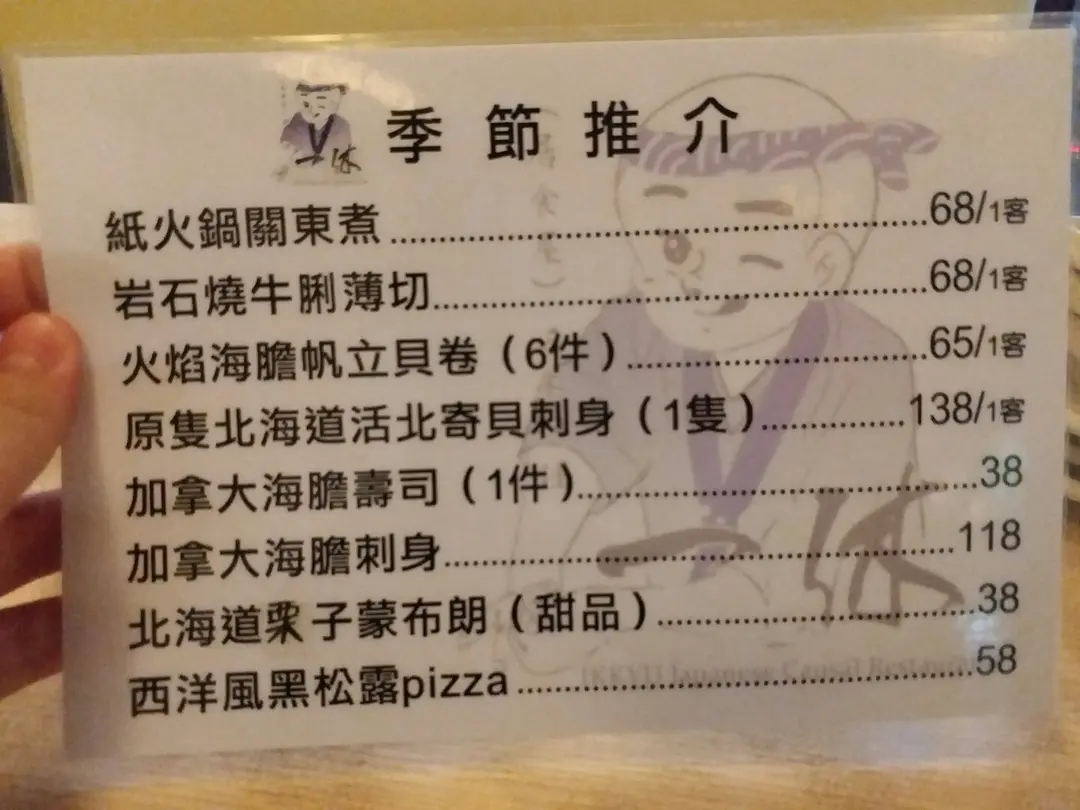 季節推介
紙火鍋關東煮..........68/1客
岩石燒牛脷薄切..........68/1客
火焰海膽帆立貝卷（6件）..........65/1客
原隻北海道活北寄貝刺身（1隻）..........138/1客
加拿大海膽壽司（1件）..........38
加拿大海膽刺身..........118
北海道栗子蒙布朗（甜品）..........38
西洋風黑松露pizza..........58
一休